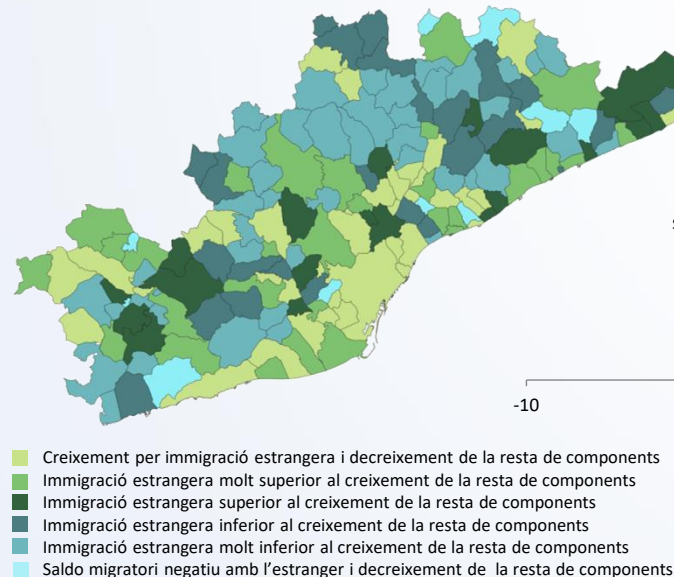 -10
Creixement per immigració estrangera i decreixement de la resta de components
Immigració estrangera molt superior al creixement de la resta de components
Immigració estrangera superior al creixement de la resta de components
Immigració estrangera inferior al creixement de la resta de components
Immigració estrangera molt inferior al creixement de la resta de components
Saldo migratori negatiu amb l'estranger i decreixement de la resta de components